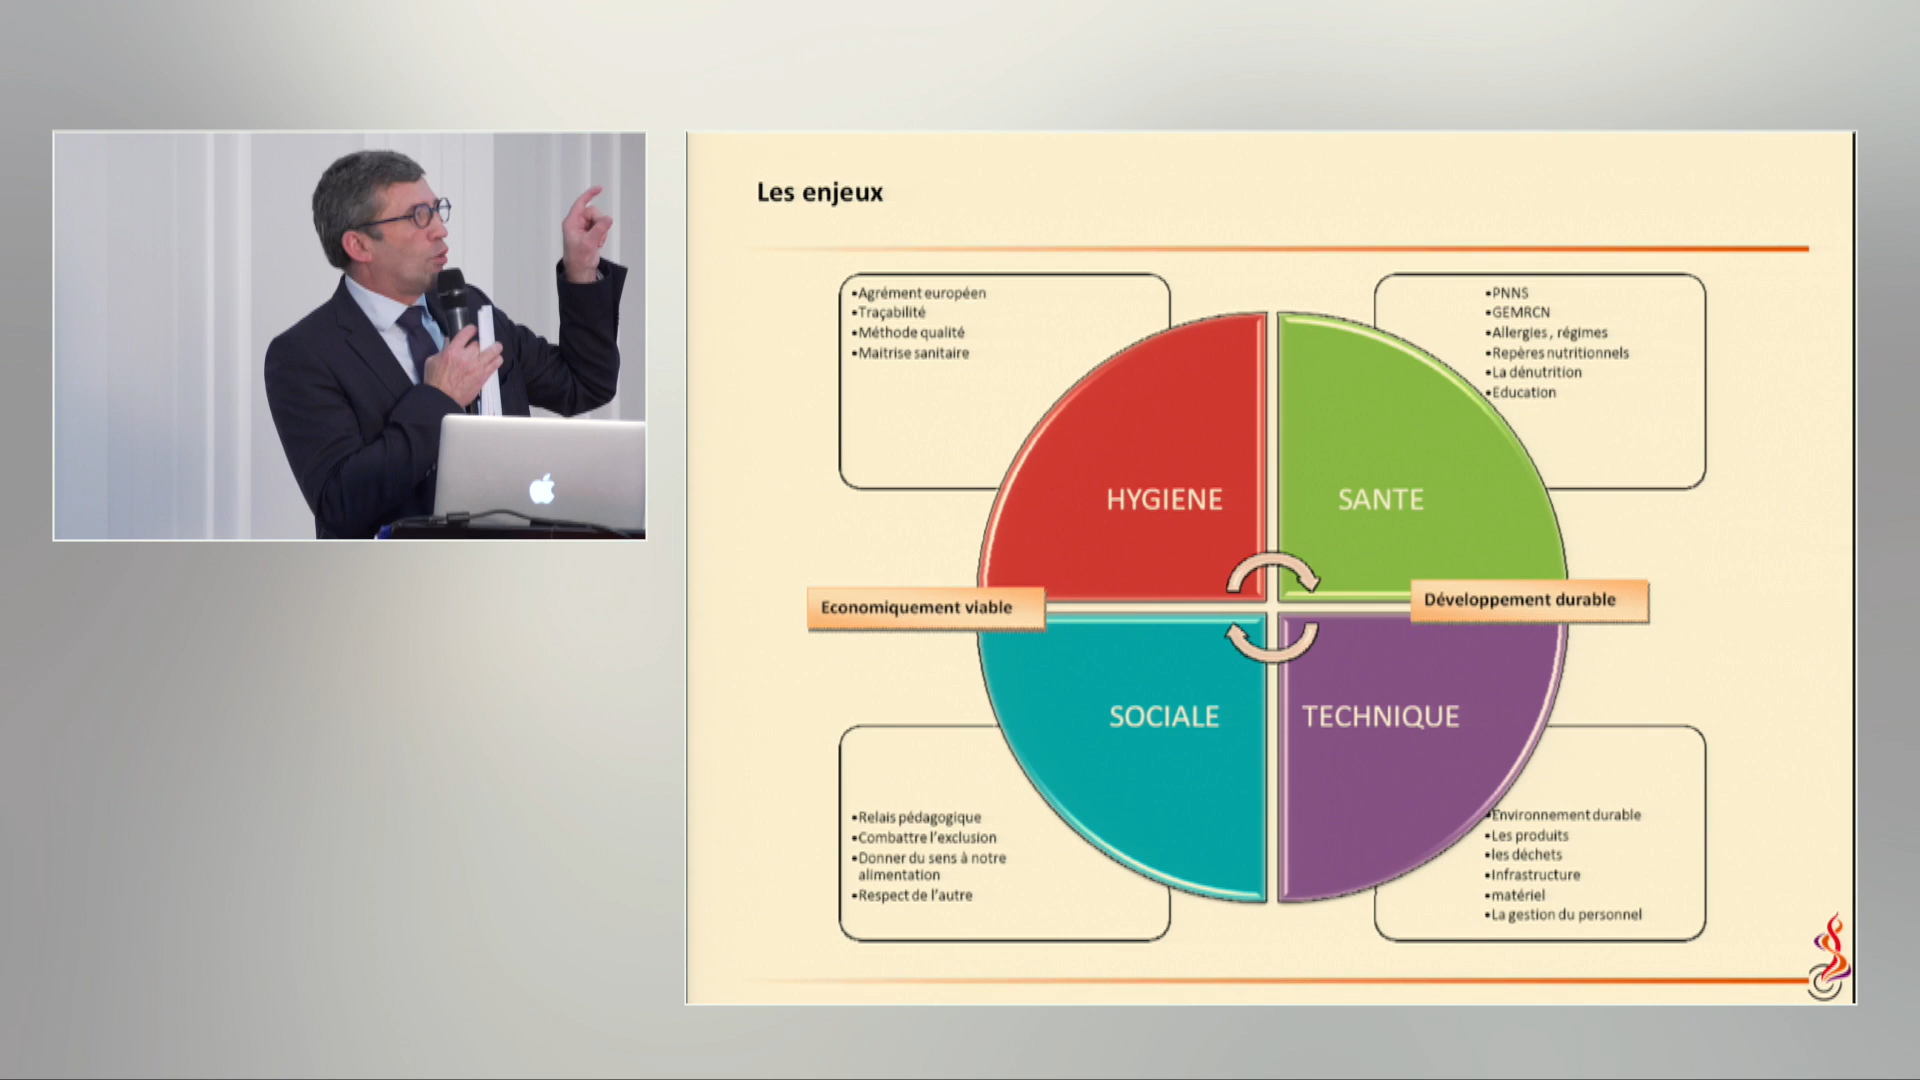 Les enjeux
•Agrément européen
•Traçabilité
•Méthode qualité
•Maitrise sanitaire
•PNNS
•GEMRCN
•Allergies , régimes
•Repères nutritionnels
•La dénutrition
•Education
HYGIENE
SANTE
Economiquement viable
Développement durable
SOCIALE
TECHNIQUE
•Relais pédagogique
•Combattre l'exclusion
•Donner du sens à notre
alimentation
•Respect de l'autre
•Environnement durable
•Les produits
•les déchets
•Infrastructure
•matériel
•La gestion du personnel